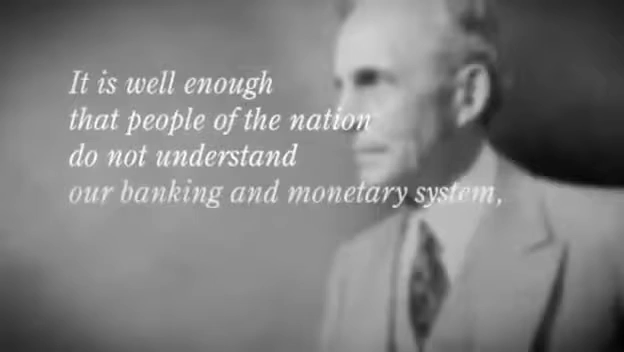 It is well enough
that people of the nation
do not understand
our banking and monetary system,